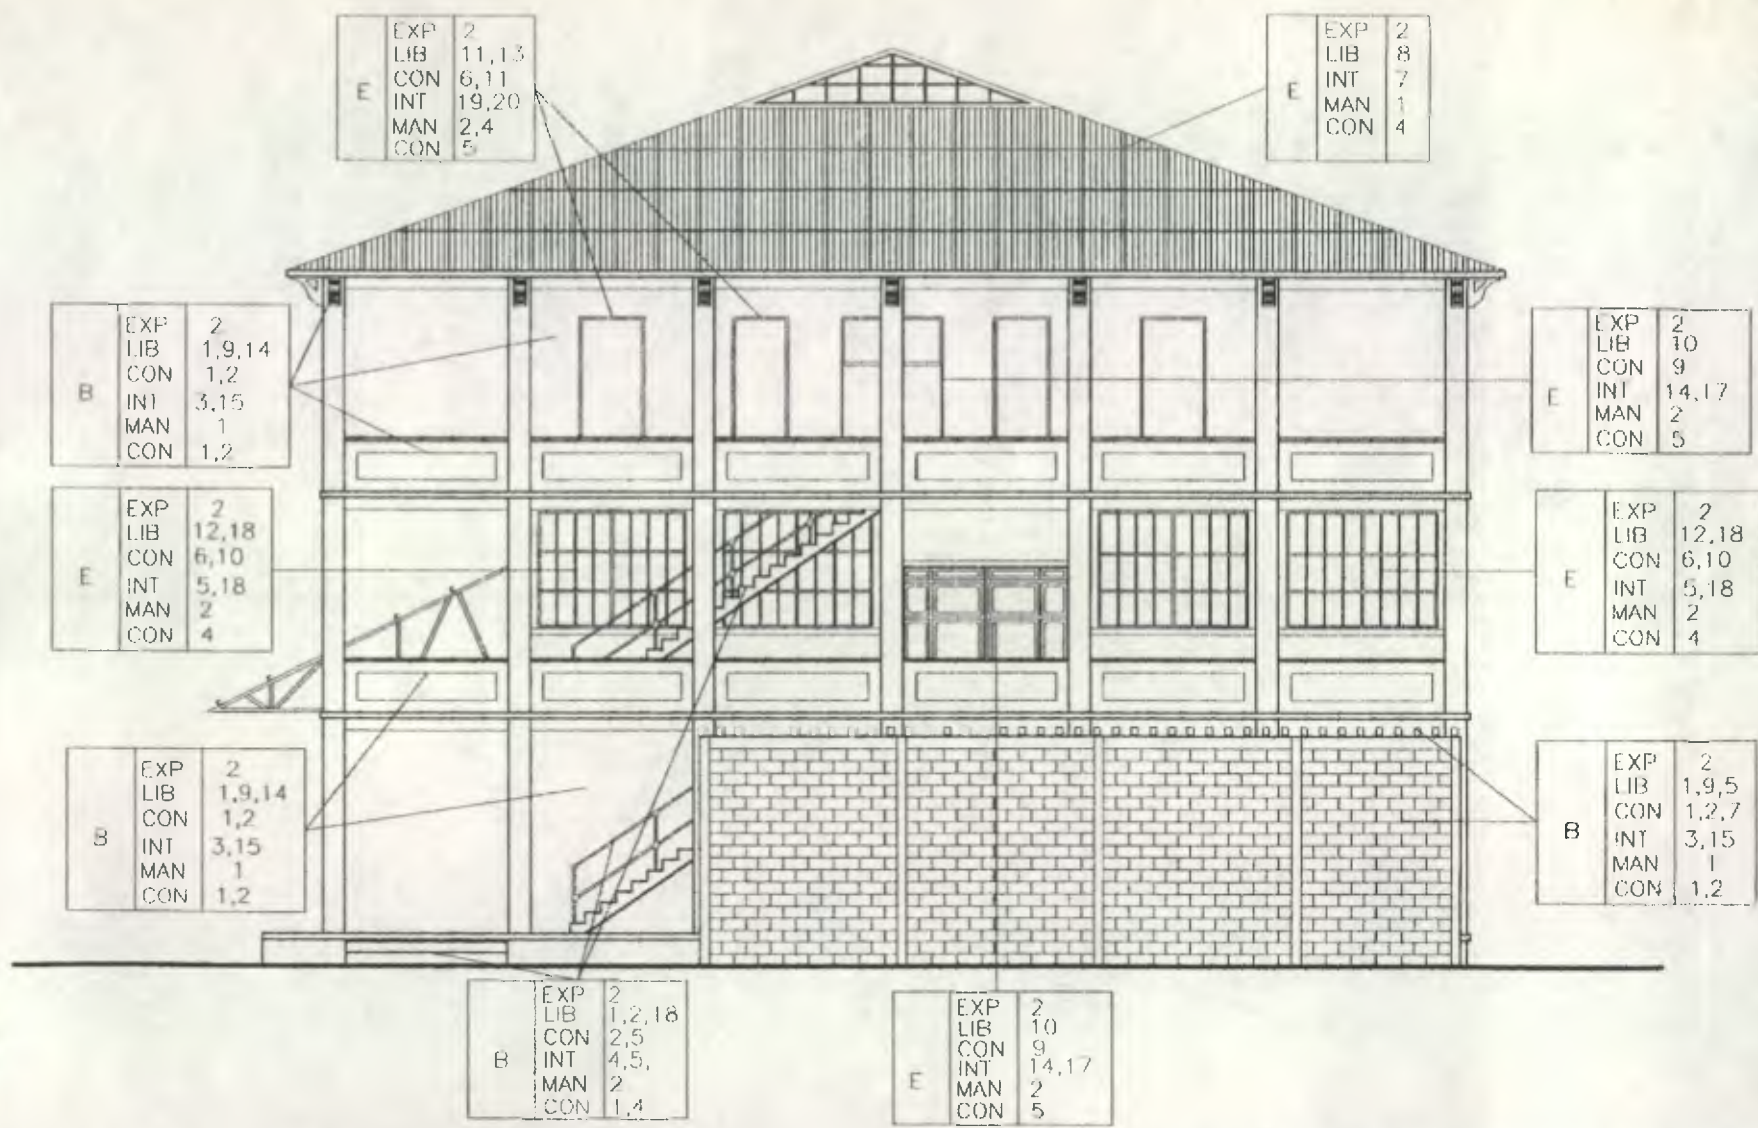 EXP 2
LIB 11,13
CON 6,11
E INT 19,20
MAN 2,4
CON 5
EXP 2
LIB 8
E INT 7
MAN 1
CON 4
EXP 2
LIB 1,9,14
CON 1,2
B INT 3,15
MAN 1
CON 1,2
EXP 2
LIB 10
CON 9
E INT 14,17
MAN 2
CON 5
EXP 2
LIB 12,18
CON 6,10
E INT 5,18
MAN 2
CON 4
EXP 2
LIB 12,18
CON 6,10
E INT 5,18
MAN 2
CON 4
EXP 2
LIB 1,9,14
CON 1,2
B INT 3,15
MAN 1
CON 1,2
EXP 2
LIB 1,9,5
CON 1,2,7
B INT 3,15
MAN 1
CON 1,2
EXP 2
LIB 1,2,18
CON 2,5
B INT 4,5,
MAN 2
CON 1,4
EXP 2
LIB 10
CON 9
E INT 14,17
MAN 2
CON 5